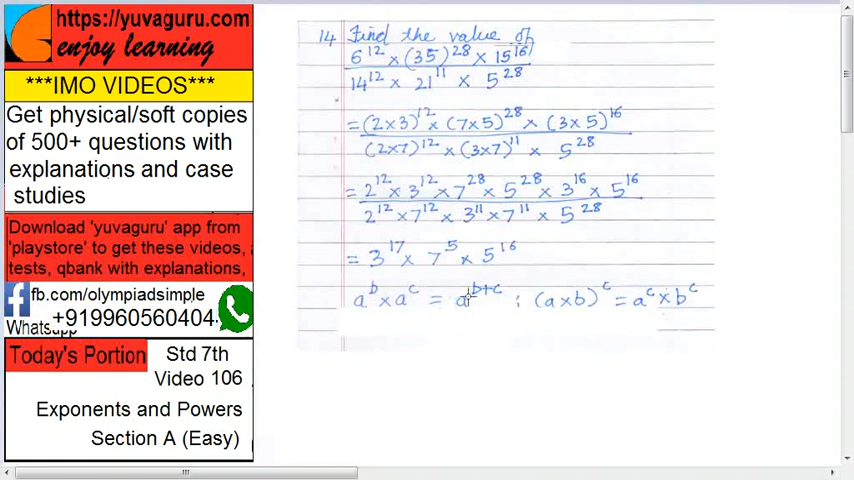 https://yuvaguru.com
enjoy learning
***IMO VIDEOS***
Get physical/soft copies
of 500+ questions with
explanations and case
studies
Download 'yuvaguru' app from
'playstore' to get these videos,
tests, qbank with explanations,
fb.com/olympiadsimple
Whatsapp +919960560404
Today's Portion
Std 7th
Video 106
Exponents and Powers
Section A (Easy)
14 Find the value of
6^12 × (35)^28 × 15^16
14^12 × 21^11 × 5^28
= (2×3)^12 × (7×5)^28 × (3×5)^16
(2×7)^12 × (3×7)^11 × 5^28
= 2^12 × 3^12 × 7^28 × 5^28 × 3^16 × 5^16
2^12 × 7^12 × 3^11 × 7^11 × 5^28
= 3^17 × 7^5 × 5^16
a^b × a^c = a^b+c ; (a×b)^c = a^c × b^c